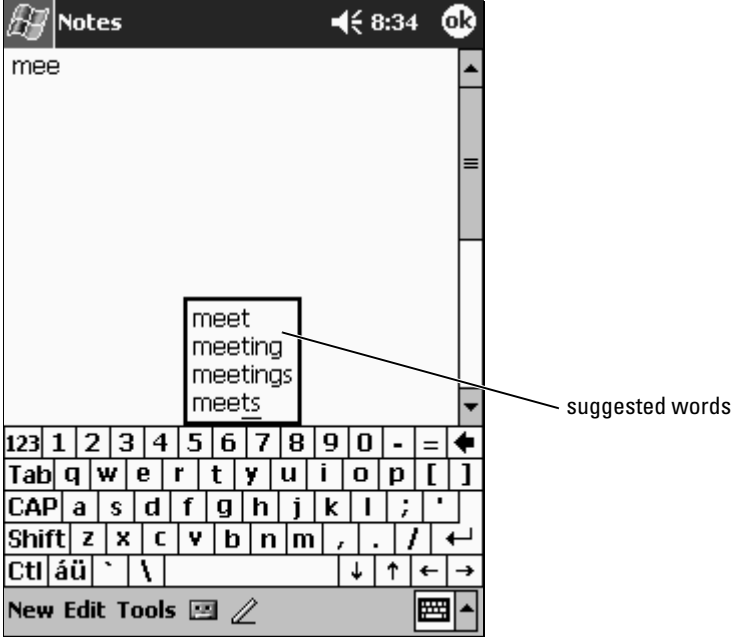 Notes 8:34 ok
mee
meet
meeting
meetings
meets
suggested words
123 1 2 3 4 5 6 7 8 9 0 - =
Tab q w e r t y u i o p [ ]
CAP a s d f g h j k l ; '
Shift z x c v b n m , . /
Ctl áü ` \ ↓ ↑ ← →
New Edit Tools